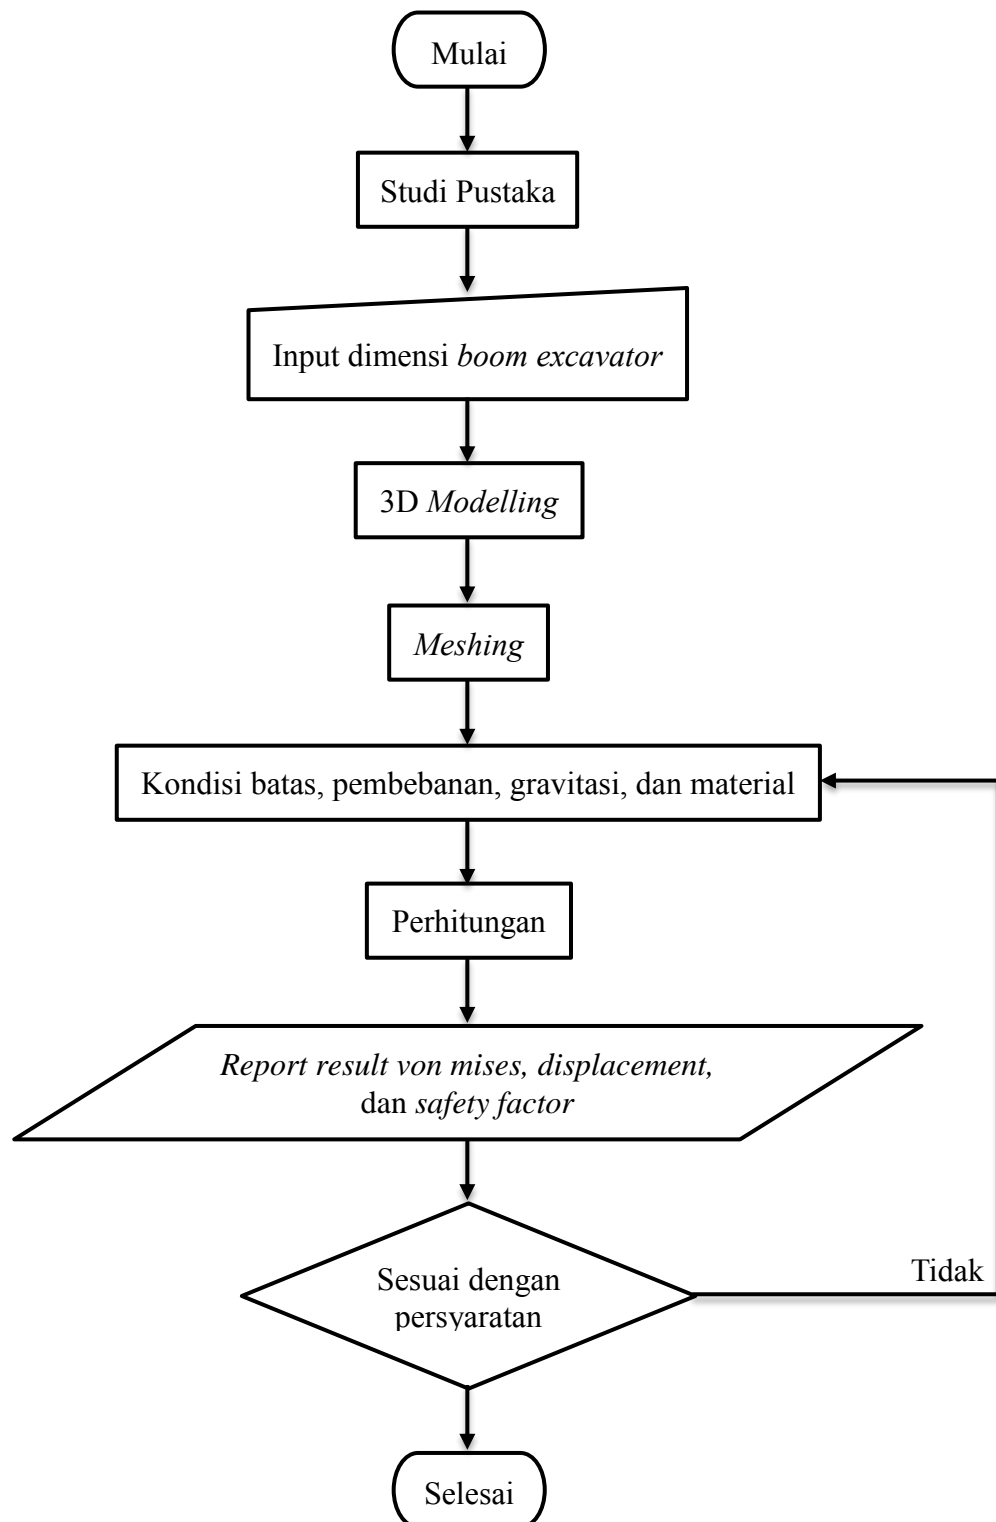 Mulai
Studi Pustaka
Input dimensi boom excavator
3D Modelling
Meshing
Kondisi batas, pembebanan, gravitasi, dan material
Perhitungan
Report result von mises, displacement,
dan safety factor
Sesuai dengan
persyaratan
Tidak
Selesai